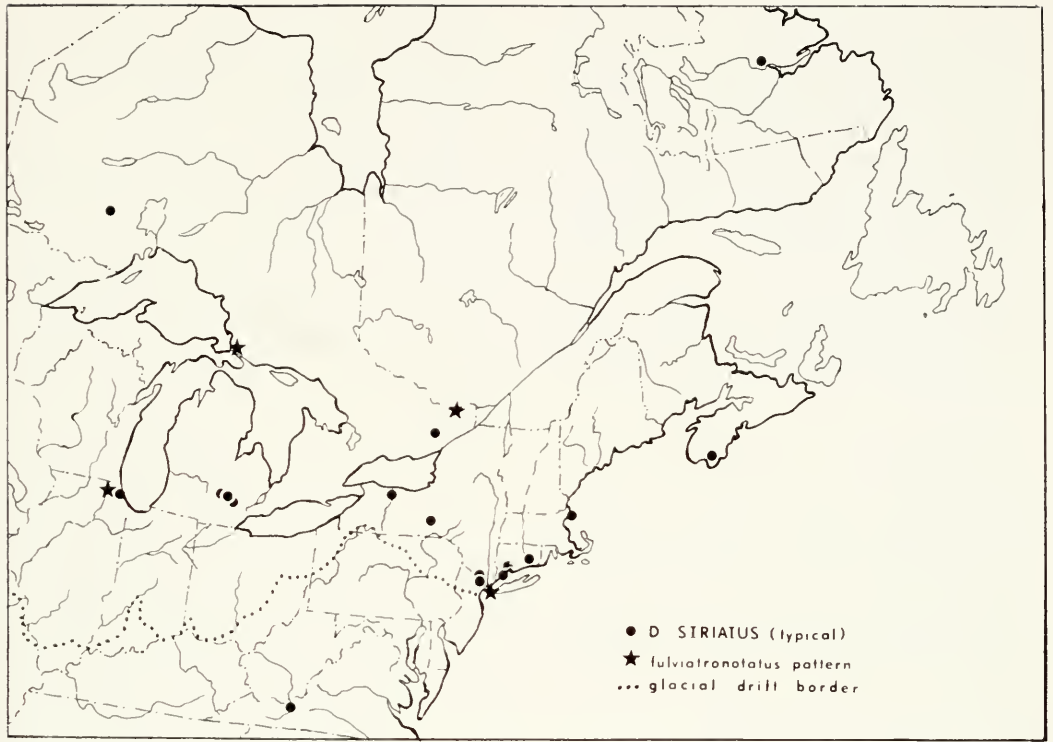 D STRIATUS (typical)
fulviatronotatus pattern
glacial drift border